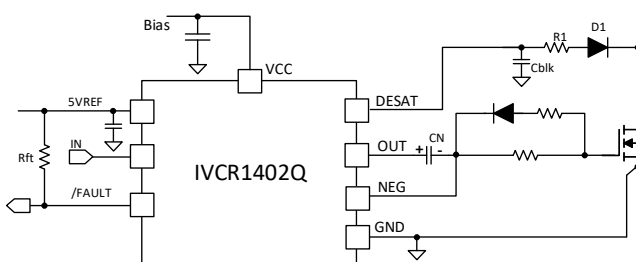 Bias
VCC
R1
D1
Cblk
5VREF
DESAT
IN
OUT
+
CN
-
Rft
IVCR1402Q
/FAULT
NEG
GND